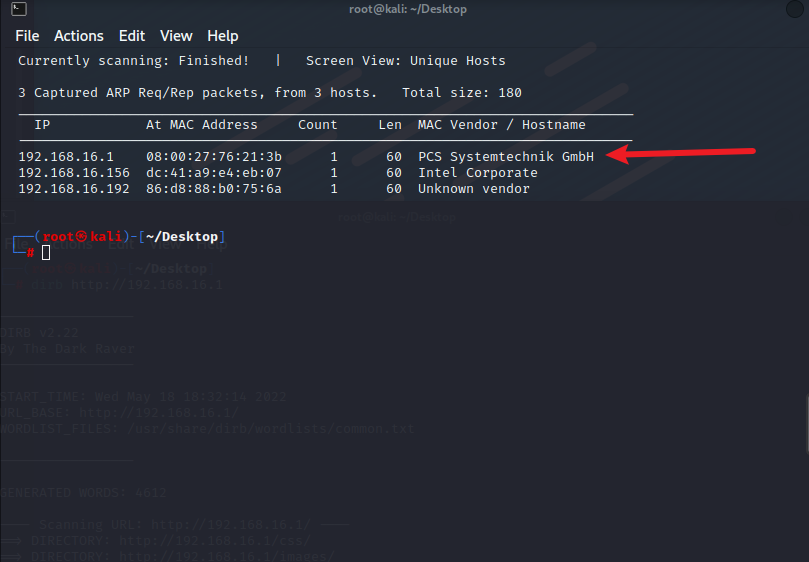 root@kali: ~/Desktop
File Actions Edit View Help
Currently scanning: Finished! | Screen View: Unique Hosts
3 Captured ARP Req/Rep packets, from 3 hosts. Total size: 180
IP At MAC Address Count Len MAC Vendor / Hostname
192.168.16.1 08:00:27:76:21:3b 1 60 PCS Systemtechnik GmbH
192.168.16.156 dc:41:a9:e4:eb:07 1 60 Intel Corporate
192.168.16.192 86:d8:88:b0:75:6a 1 60 Unknown vendor
root@kali: ~/Desktop
┌──(root㉿kali)-[~/Desktop]
└─#
~/Desktop
dirb http://192.168.16.1
DIRB v2.22
By The Dark Raver
START_TIME: Wed May 18 18:32:14 2022
URL_BASE: http://192.168.16.1/
WORDLIST_FILES: /usr/share/dirb/wordlists/common.txt
GENERATED WORDS: 4612
---- Scanning URL: http://192.168.16.1/ ----
==> DIRECTORY: http://192.168.16.1/css/
==> DIRECTORY: http://192.168.16.1/images/